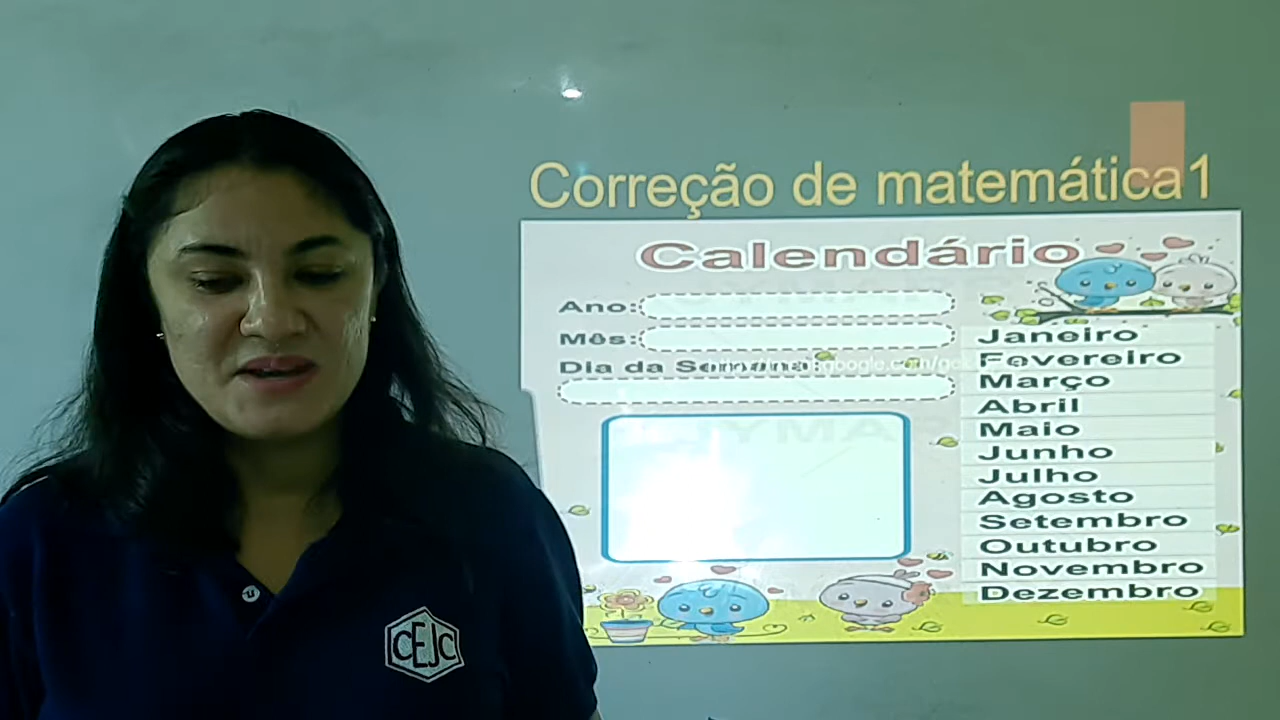 Correção de matemática1
Calendário
Ano:
Mês:
Dia da Semana:
Janeiro
Fevereiro
Março
Abril
Maio
Junho
Julho
Agosto
Setembro
Outubro
Novembro
Dezembro
CEJC